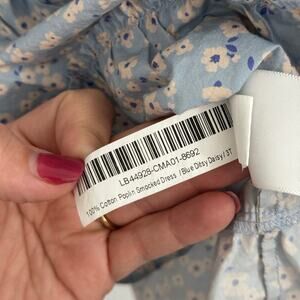 LB44928-CMA01-8692
100% Cotton Poplin Smocked Dress / Blue Ditsy Daisy / 3T